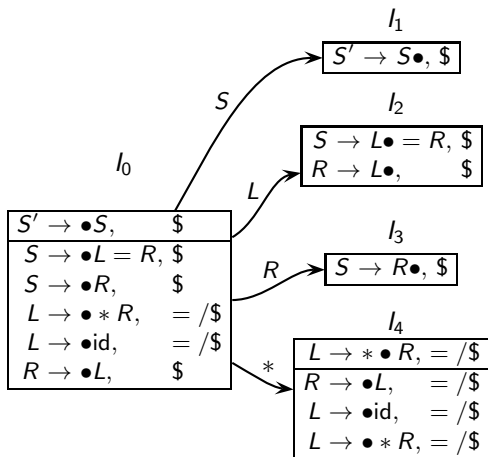 I₁
S′ → S•, $
S
I₂
S → L• = R, $
R → L•, $
I₀
L
S′ → •S, $
S → •L = R, $
S → •R, $
L → • ∗ R, = /$
L → •id, = /$
R → •L, $
I₃
R
S → R•, $
I₄
∗
L → ∗ • R, = /$
R → •L, = /$
L → •id, = /$
L → • ∗ R, = /$